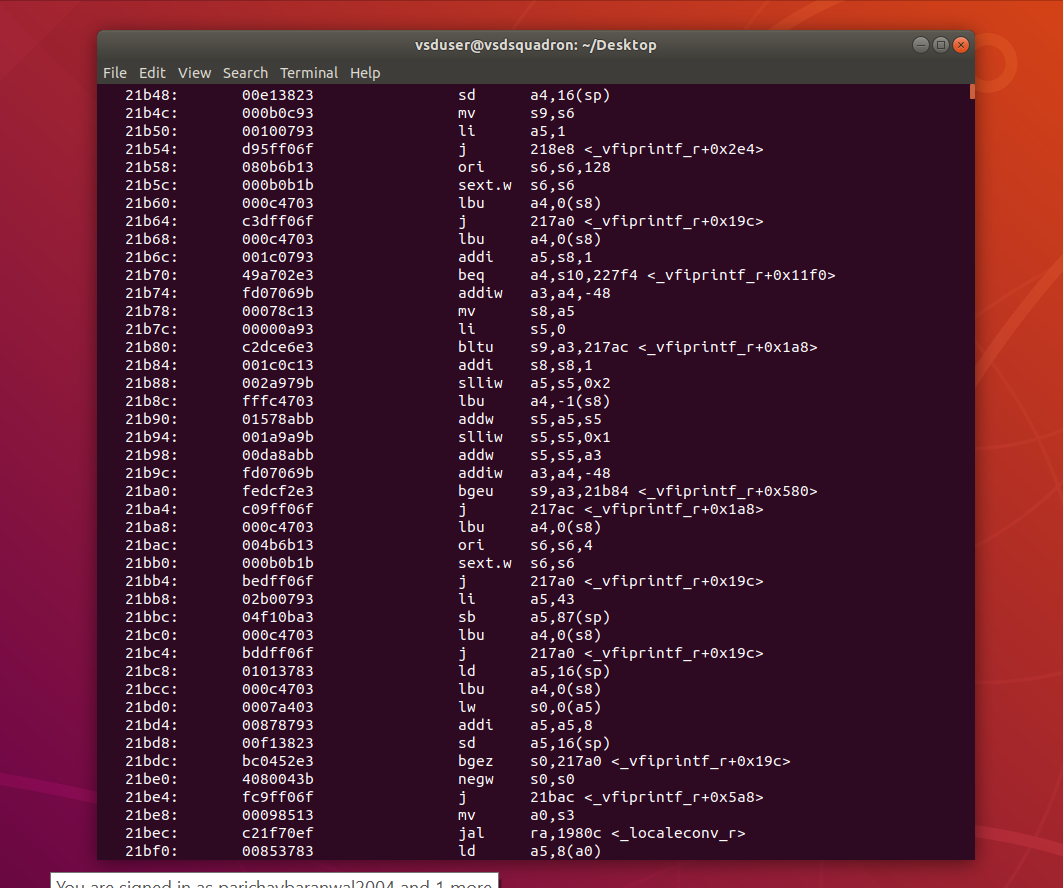 vsduser@vsdsquadron: ~/Desktop
File Edit View Search Terminal Help
21b48: 00e13823 sd a4,16(sp)
21b4c: 000b0c93 mv s9,s6
21b50: 00100793 li a5,1
21b54: d95ff06f j 218e8 <_vfiprintf_r+0x2e4>
21b58: 080b6b13 ori s6,s6,128
21b5c: 000b0b1b sext.w s6,s6
21b60: 000c4703 lbu a4,0(s8)
21b64: c3dff06f j 217a0 <_vfiprintf_r+0x19c>
21b68: 000c4703 lbu a4,0(s8)
21b6c: 001c0793 addi a5,s8,1
21b70: 49a702e3 beq a4,s10,227f4 <_vfiprintf_r+0x11f0>
21b74: fd07069b addiw a3,a4,-48
21b78: 00078c13 mv s8,a5
21b7c: 00000a93 li s5,0
21b80: c2dce6e3 bltu s9,a3,217ac <_vfiprintf_r+0x1a8>
21b84: 001c0c13 addi s8,s8,1
21b88: 002a979b slliw a5,s5,0x2
21b8c: fffc4703 lbu a4,-1(s8)
21b90: 01578abb addw s5,a5,s5
21b94: 001a9a9b slliw s5,s5,0x1
21b98: 00da8abb addw s5,s5,a3
21b9c: fd07069b addiw a3,a4,-48
21ba0: fedcf2e3 bgeu s9,a3,21b84 <_vfiprintf_r+0x580>
21ba4: c09ff06f j 217ac <_vfiprintf_r+0x1a8>
21ba8: 000c4703 lbu a4,0(s8)
21bac: 004b6b13 ori s6,s6,4
21bb0: 000b0b1b sext.w s6,s6
21bb4: bedff06f j 217a0 <_vfiprintf_r+0x19c>
21bb8: 02b00793 li a5,43
21bbc: 04f10ba3 sb a5,87(sp)
21bc0: 000c4703 lbu a4,0(s8)
21bc4: bddff06f j 217a0 <_vfiprintf_r+0x19c>
21bc8: 01013783 ld a5,16(sp)
21bcc: 000c4703 lbu a4,0(s8)
21bd0: 0007a403 lw s0,0(a5)
21bd4: 00878793 addi a5,a5,8
21bd8: 00f13823 sd a5,16(sp)
21bdc: bc0452e3 bgez s0,217a0 <_vfiprintf_r+0x19c>
21be0: 4080043b negw s0,s0
21be4: fc9ff06f j 21bac <_vfiprintf_r+0x5a8>
21be8: 00098513 mv a0,s3
21bec: c21f70ef jal ra,1980c <_localeconv_r>
21bf0: 00853783 ld a5,8(a0)
You are signed in as parichaybaranwal2004 and 1 more